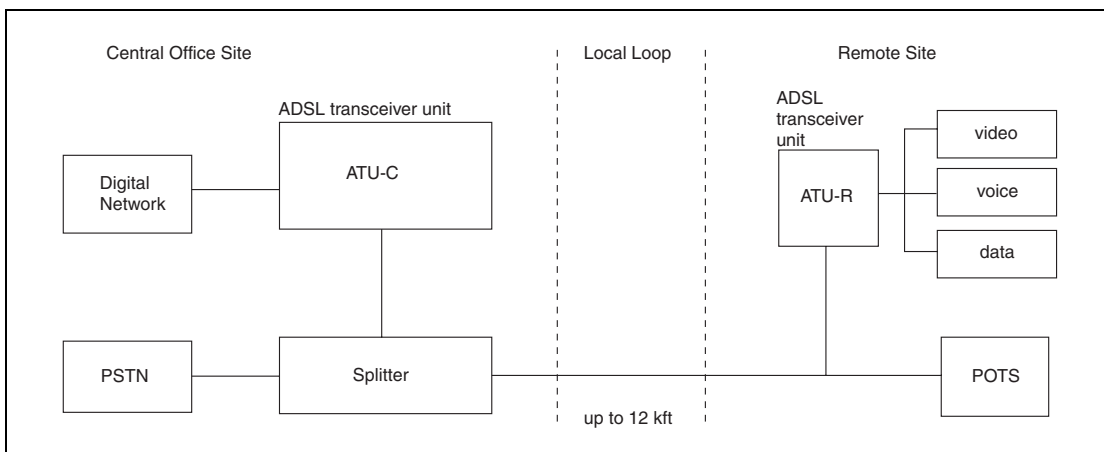 Central Office Site
Local Loop
Remote Site
ADSL transceiver unit
ADSL
transceiver
unit
Digital
Network
ATU-C
ATU-R
video
voice
data
PSTN
Splitter
POTS
up to 12 kft